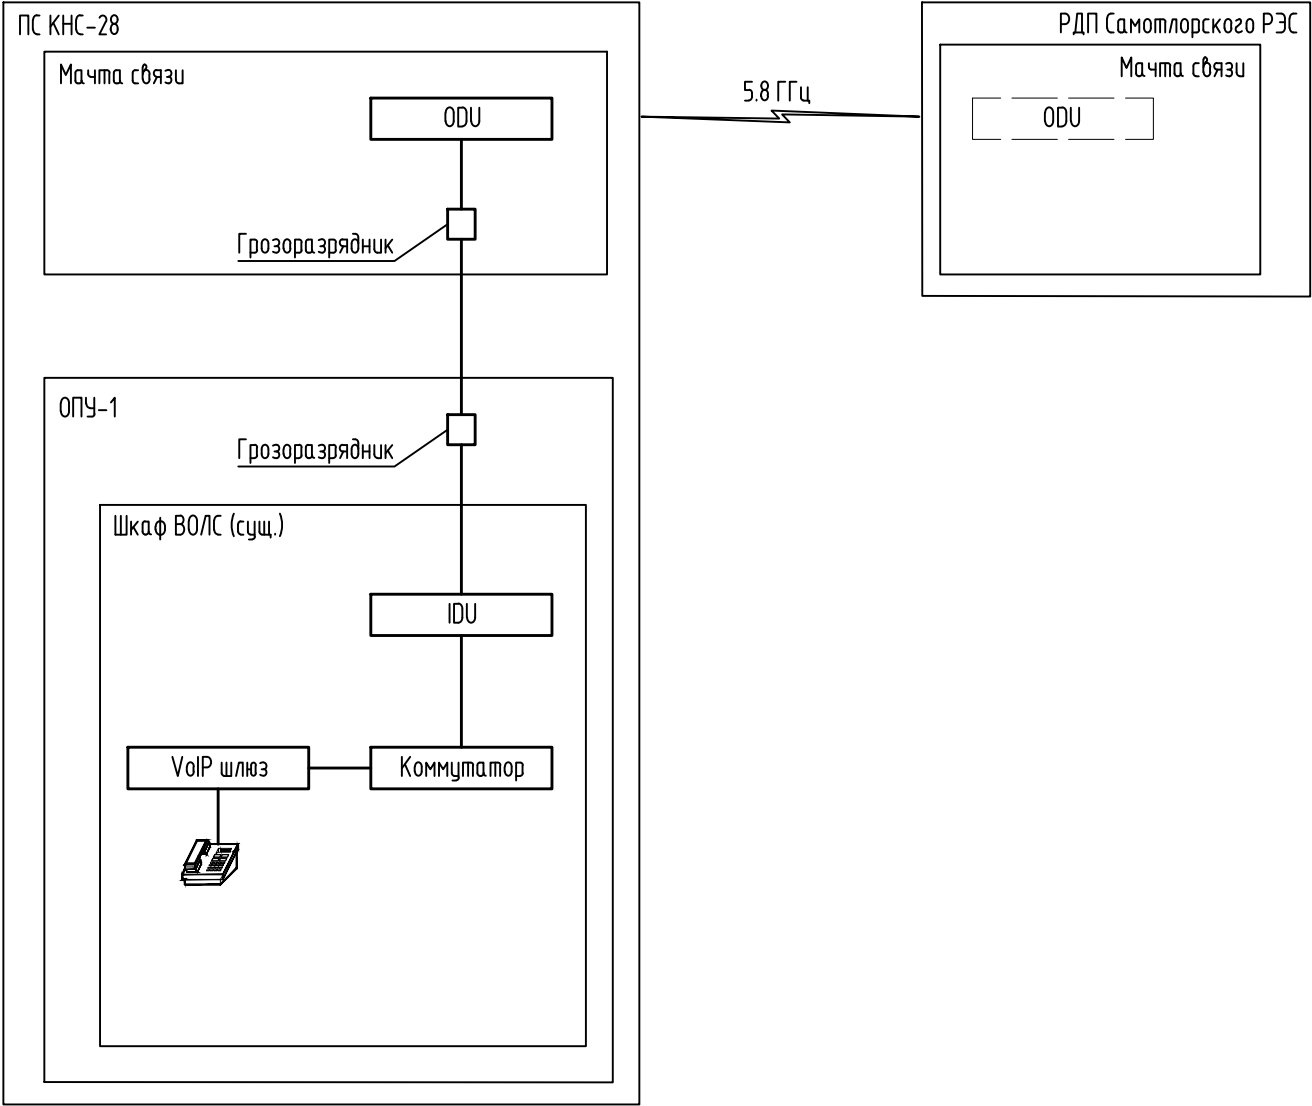 ПС КНС-28
Мачта связи
ODU
Грозоразрядник
5.8 ГГц
РДП Самотлорского РЭС
Мачта связи
ODU
ОПУ-1
Грозоразрядник
Шкаф ВОЛС (сущ.)
IDU
VoIP шлюз
Коммутатор